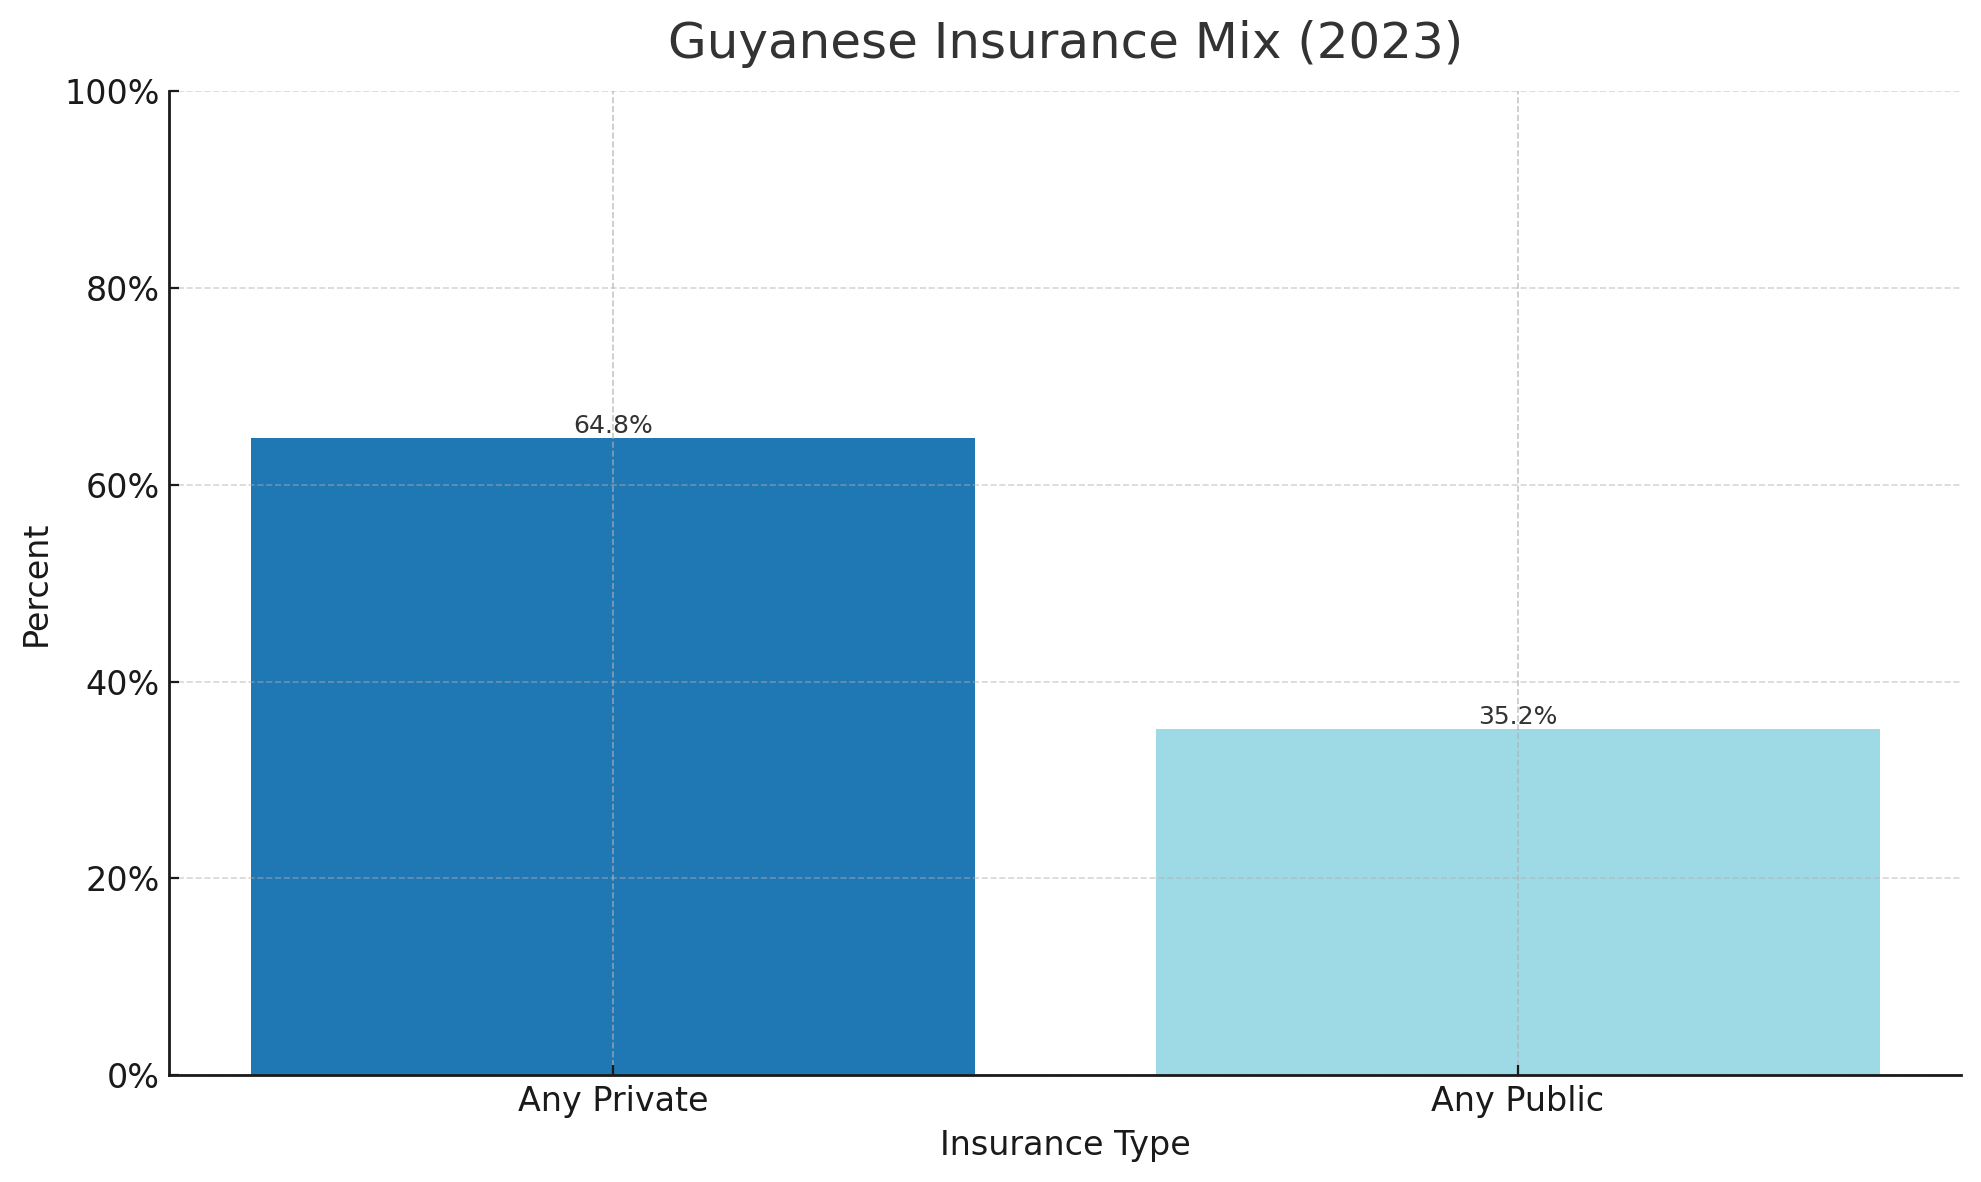 Guyanese Insurance Mix (2023)
100%
80%
60%
40%
20%
0%
Percent
64.8%
35.2%
Any Private
Any Public
Insurance Type